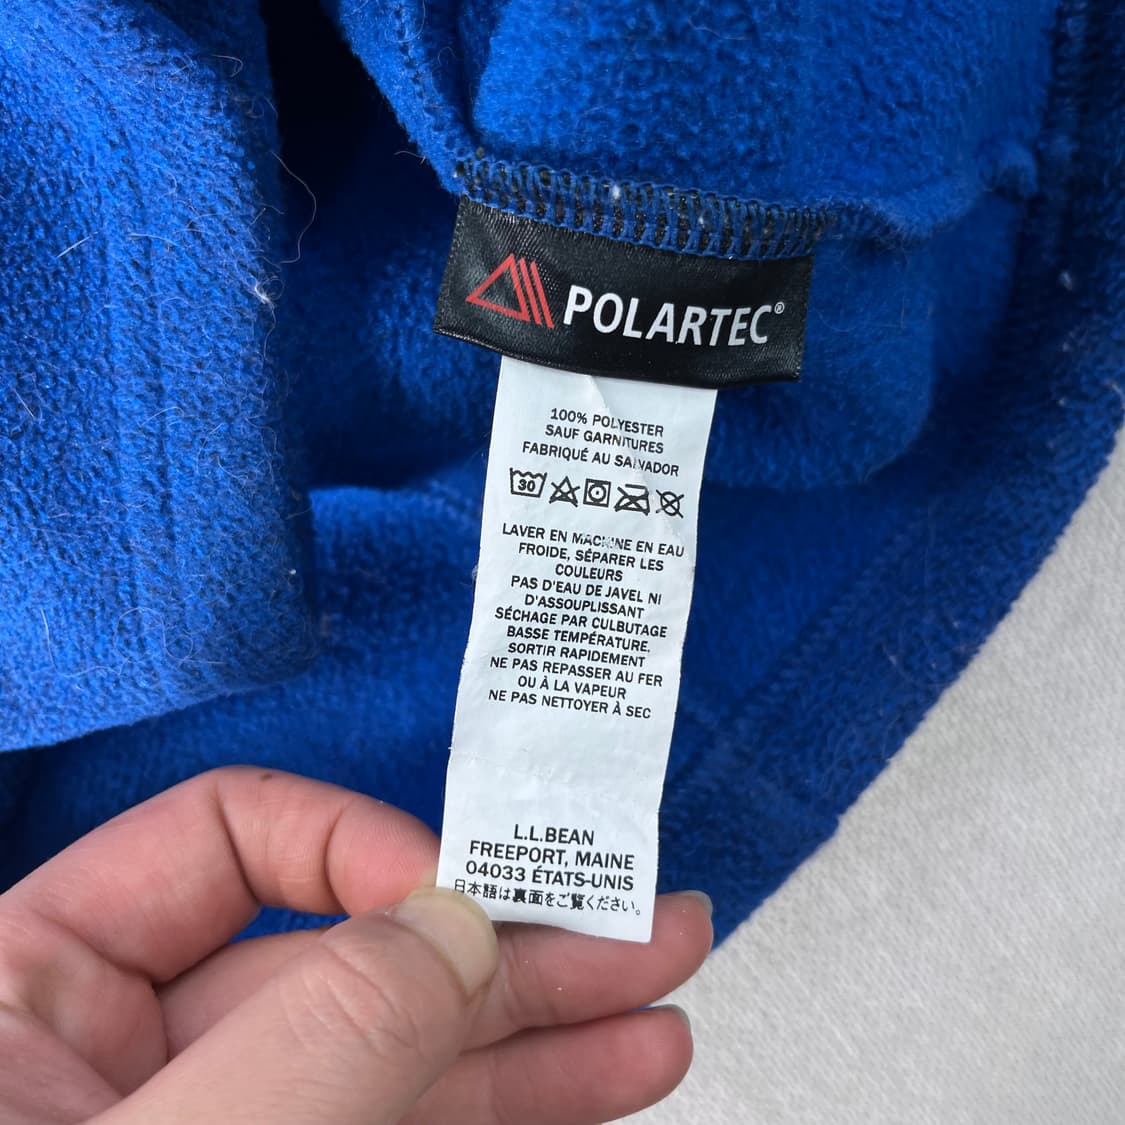 POLARTEC®
100% POLYESTER
SAUF GARNITURES
FABRIQUÉ AU SALVADOR
30
LAVER EN MACHINE EN EAU
FROIDE, SÉPARER LES
COULEURS
PAS D'EAU DE JAVEL NI
D'ASSOUPLISSANT
SÉCHAGE PAR CULBUTAGE
BASSE TEMPÉRATURE.
SORTIR RAPIDEMENT
NE PAS REPASSER AU FER
OU À LA VAPEUR
NE PAS NETTOYER À SEC
L.L.BEAN
FREEPORT, MAINE
04033 ÉTATS-UNIS
日本語は裏面をご覧ください。